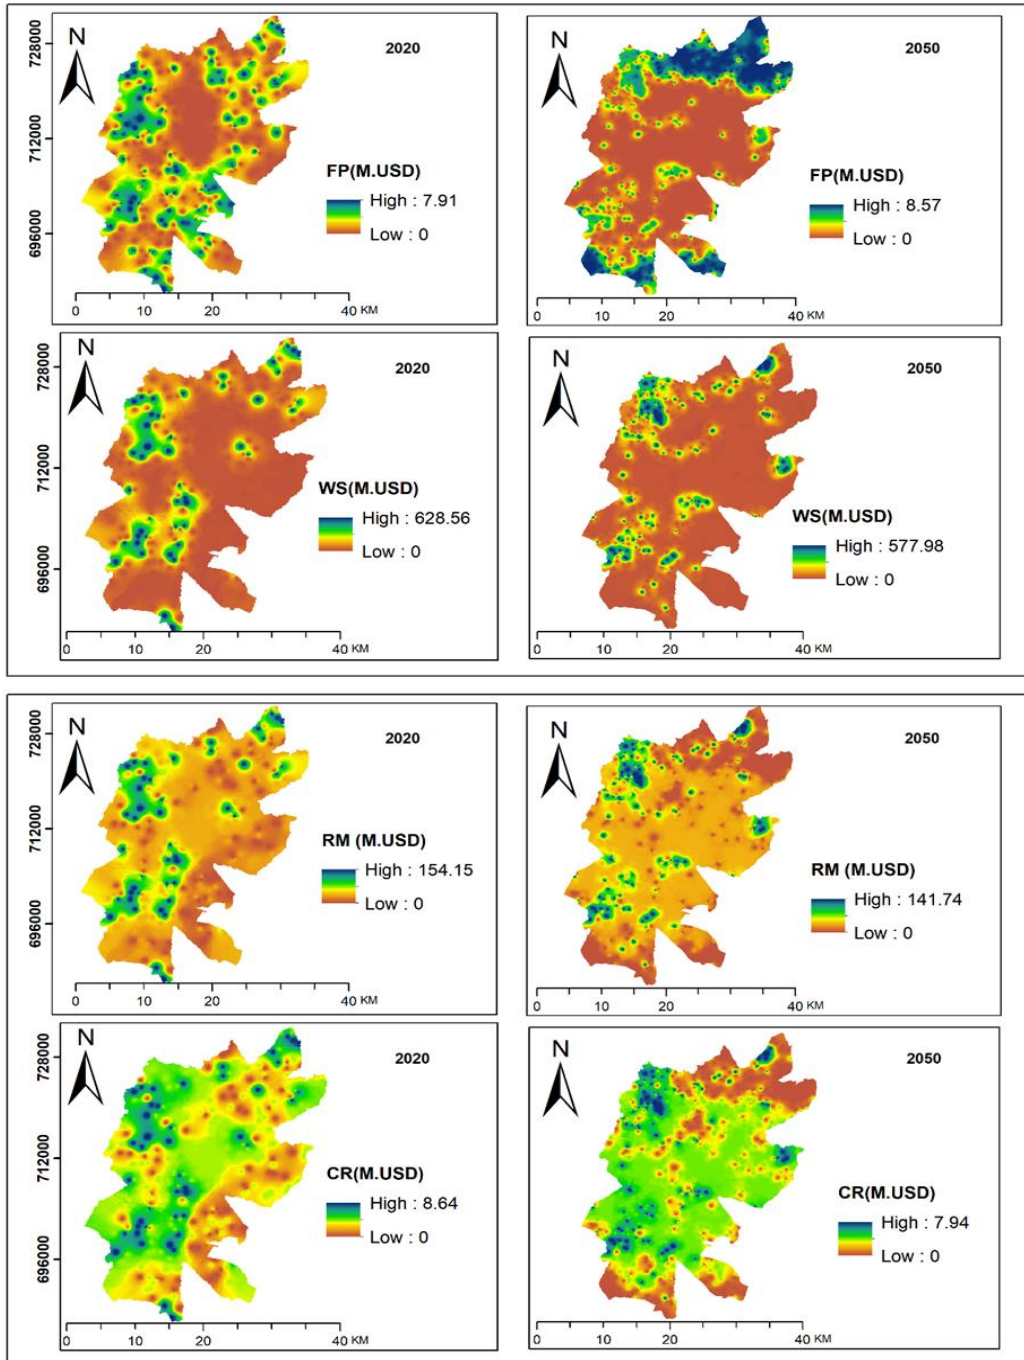 N
2020
728000
712000
696000
FP(M.USD)
High : 7.91
Low : 0
0 10 20 40 KM
N
2050
FP(M.USD)
High : 8.57
Low : 0
0 10 20 40 KM
N
2020
728000
712000
696000
WS(M.USD)
High : 628.56
Low : 0
0 10 20 40 KM
N
2050
WS(M.USD)
High : 577.98
Low : 0
0 10 20 40 KM
N
2020
728000
712000
696000
RM (M.USD)
High : 154.15
Low : 0
0 10 20 40 KM
N
2050
RM (M.USD)
High : 141.74
Low : 0
0 10 20 40 KM
N
2020
728000
712000
696000
CR(M.USD)
High : 8.64
Low : 0
0 10 20 40 KM
N
2050
CR(M.USD)
High : 7.94
Low : 0
0 10 20 40 KM